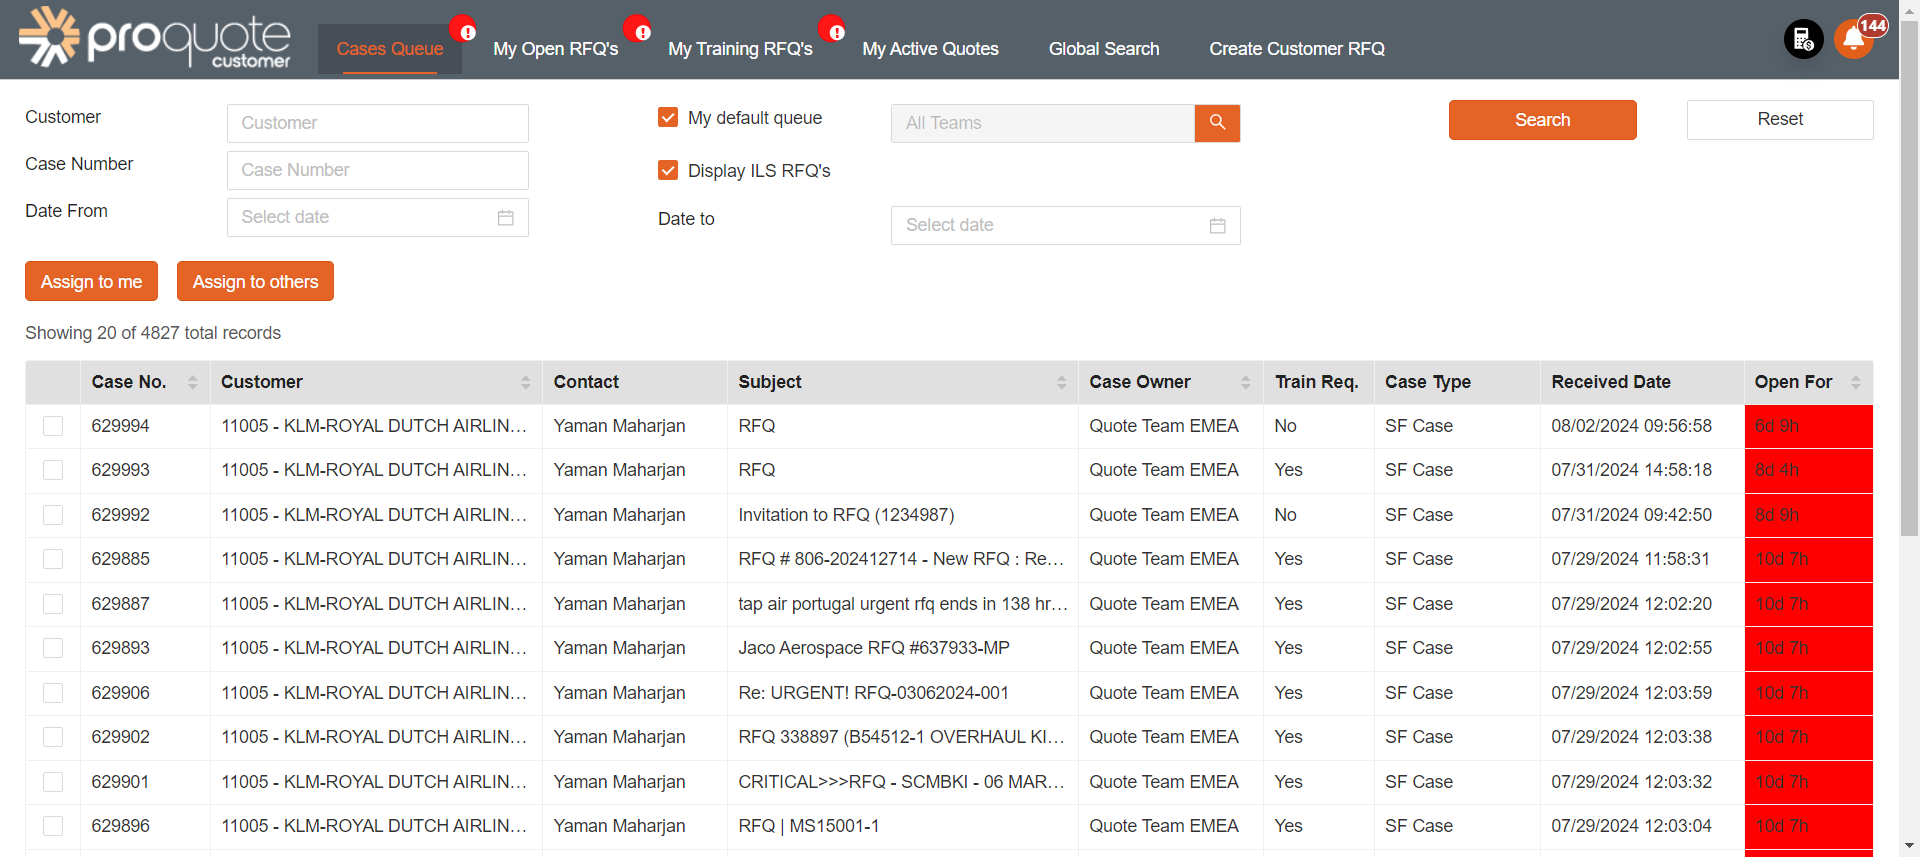 proquote
customer
Cases Queue
My Open RFQ's
My Training RFQ's
My Active Quotes
Global Search
Create Customer RFQ
144
Customer
Customer
My default queue
All Teams
Search
Reset
Case Number
Case Number
Display ILS RFQ's
Date From
Select date
Date to
Select date
Assign to me
Assign to others
Showing 20 of 4827 total records
Case No. Customer Contact Subject Case Owner Train Req. Case Type Received Date Open For
629994 11005 - KLM-ROYAL DUTCH AIRLIN... Yaman Maharjan RFQ Quote Team EMEA No SF Case 08/02/2024 09:56:58 6d 9h
629993 11005 - KLM-ROYAL DUTCH AIRLIN... Yaman Maharjan RFQ Quote Team EMEA Yes SF Case 07/31/2024 14:58:18 8d 4h
629992 11005 - KLM-ROYAL DUTCH AIRLIN... Yaman Maharjan Invitation to RFQ (1234987) Quote Team EMEA No SF Case 07/31/2024 09:42:50 8d 9h
629885 11005 - KLM-ROYAL DUTCH AIRLIN... Yaman Maharjan RFQ # 806-202412714 - New RFQ : Re... Quote Team EMEA Yes SF Case 07/29/2024 11:58:31 10d 7h
629887 11005 - KLM-ROYAL DUTCH AIRLIN... Yaman Maharjan tap air portugal urgent rfq ends in 138 hr... Quote Team EMEA Yes SF Case 07/29/2024 12:02:20 10d 7h
629893 11005 - KLM-ROYAL DUTCH AIRLIN... Yaman Maharjan Jaco Aerospace RFQ #637933-MP Quote Team EMEA Yes SF Case 07/29/2024 12:02:55 10d 7h
629906 11005 - KLM-ROYAL DUTCH AIRLIN... Yaman Maharjan Re: URGENT! RFQ-03062024-001 Quote Team EMEA Yes SF Case 07/29/2024 12:03:59 10d 7h
629902 11005 - KLM-ROYAL DUTCH AIRLIN... Yaman Maharjan RFQ 338897 (B54512-1 OVERHAUL KI... Quote Team EMEA Yes SF Case 07/29/2024 12:03:38 10d 7h
629901 11005 - KLM-ROYAL DUTCH AIRLIN... Yaman Maharjan CRITICAL>>>RFQ - SCMBKI - 06 MAR... Quote Team EMEA Yes SF Case 07/29/2024 12:03:32 10d 7h
629896 11005 - KLM-ROYAL DUTCH AIRLIN... Yaman Maharjan RFQ | MS15001-1 Quote Team EMEA Yes SF Case 07/29/2024 12:03:04 10d 7h